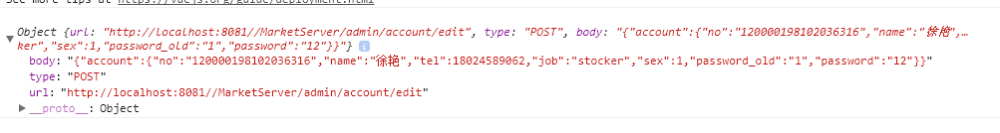 See more tips at https://vuejs.org/guide/deployment.html
Object {url: "http://localhost:8081//MarketServer/admin/account/edit", type: "POST", body: "{"account":{"no":"120000198102036316","name":"徐艳",…
ker","sex":1,"password_old":"1","password":"12"}}"}
body: "{"account":{"no":"120000198102036316","name":"徐艳","tel":18024589062,"job":"stocker","sex":1,"password_old":"1","password":"12"}}"
type: "POST"
url: "http://localhost:8081//MarketServer/admin/account/edit"
__proto__: Object